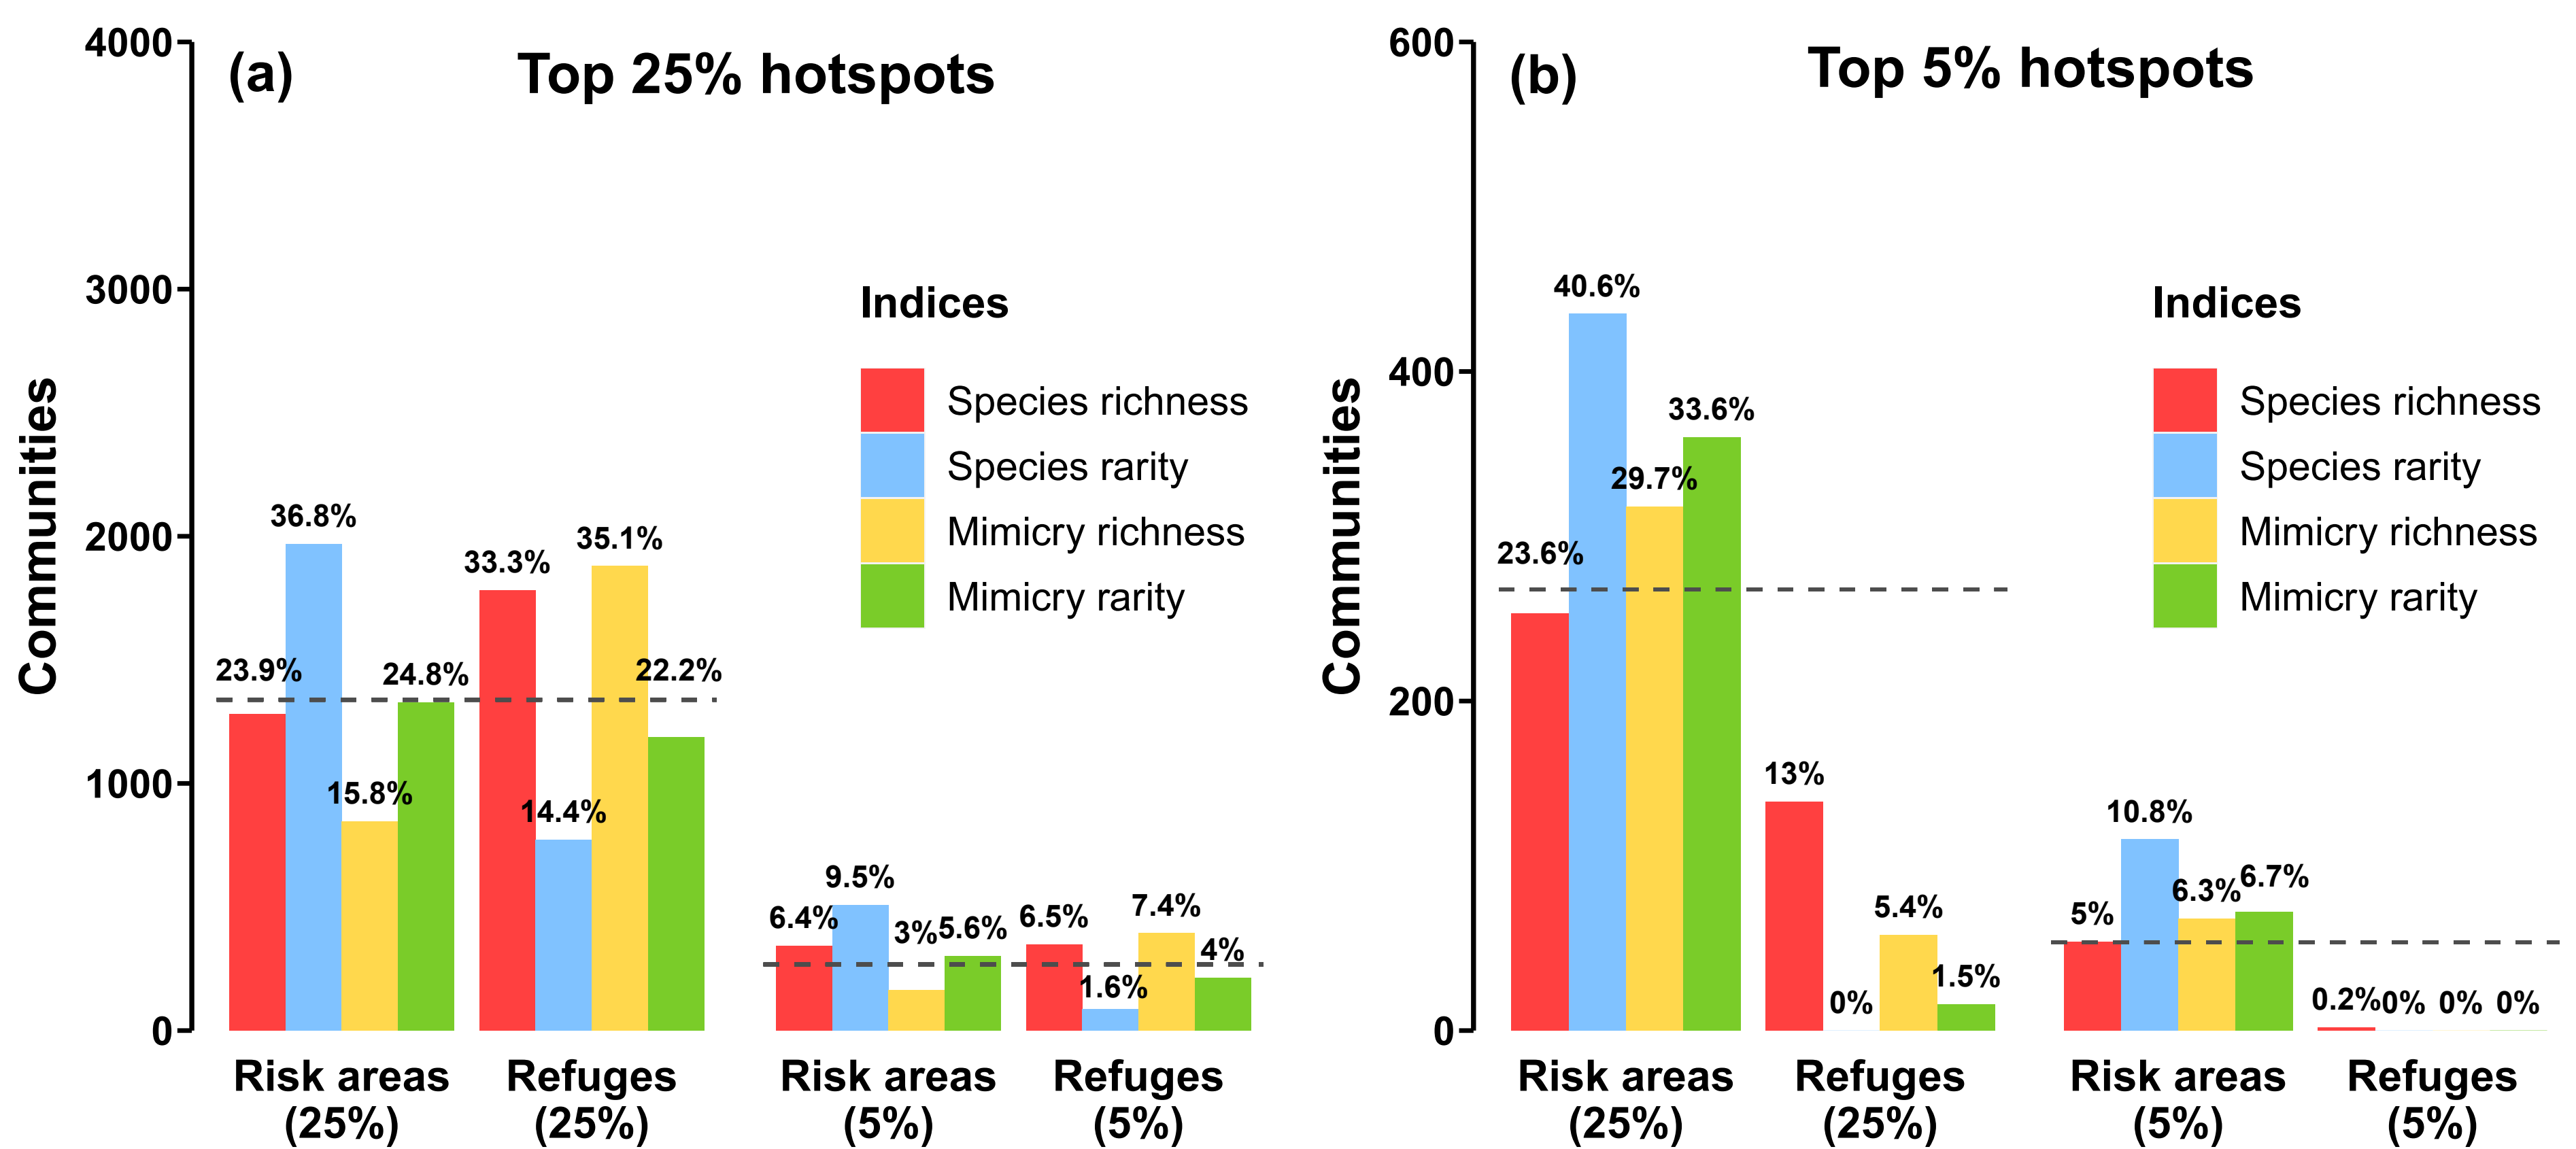 (a) Top 25% hotspots
Communities
4000
3000
2000
1000
0
Indices
Species richness
Species rarity
Mimicry richness
Mimicry rarity
23.9%
36.8%
15.8%
24.8%
33.3%
14.4%
35.1%
22.2%
6.4%
9.5%
3%
5.6%
6.5%
1.6%
7.4%
4%
Risk areas
(25%)
Refuges
(25%)
Risk areas
(5%)
Refuges
(5%)
(b) Top 5% hotspots
Communities
600
400
200
0
Indices
Species richness
Species rarity
Mimicry richness
Mimicry rarity
23.6%
40.6%
29.7%
33.6%
13%
0%
5.4%
1.5%
5%
10.8%
6.3%
6.7%
0.2%
0%
0%
0%
Risk areas
(25%)
Refuges
(25%)
Risk areas
(5%)
Refuges
(5%)